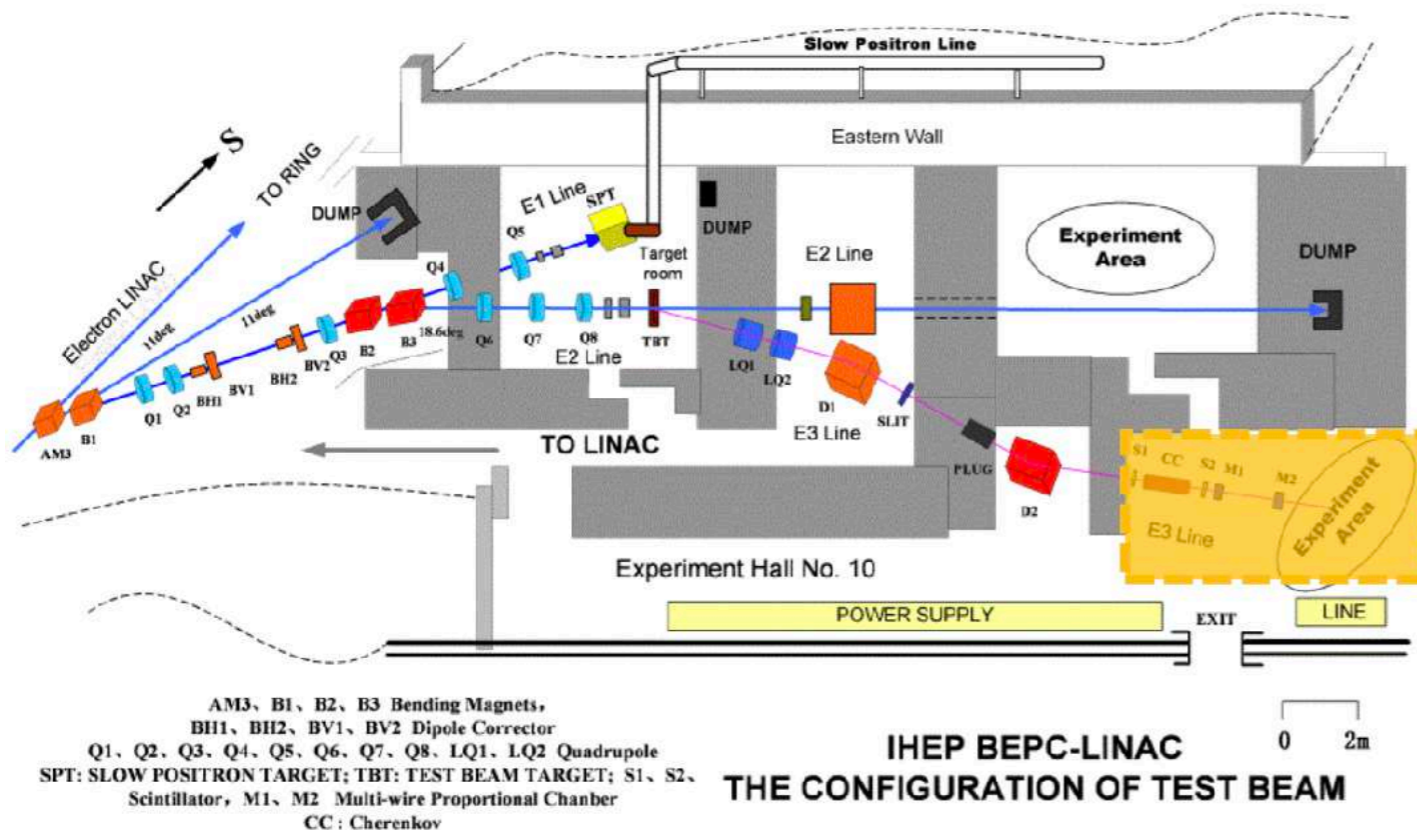 Slow Positron Line
Eastern Wall
S
TO RING
DUMP
E1 Line
SPT
Q5
DUMP
Target
room
E2 Line
Experiment
Area
DUMP
Electron LINAC
11deg
11deg
Q4
18.6deg
Q6
Q7
Q8
TBT
E2 Line
AM3
B1
Q1
Q2
BH1
BV1
BH2
BV2
Q3
B2
B3
LQ1
LQ2
D1
SLIT
E3 Line
PLUG
D2
TO LINAC
S1
CC
S2
M1
M2
E3 Line
Experiment
Area
Experiment Hall No. 10
POWER SUPPLY
EXIT
LINE
AM3、B1、B2、B3 Bending Magnets，
BH1、BH2、BV1、BV2 Dipole Corrector
Q1、Q2、Q3、Q4、Q5、Q6、Q7、Q8、LQ1、LQ2 Quadrupole
SPT: SLOW POSITRON TARGET; TBT: TEST BEAM TARGET; S1、S2、
Scintillator，M1、M2 Multi-wire Proportional Chanber
CC : Cherenkov
IHEP BEPC-LINAC
THE CONFIGURATION OF TEST BEAM
0 2m